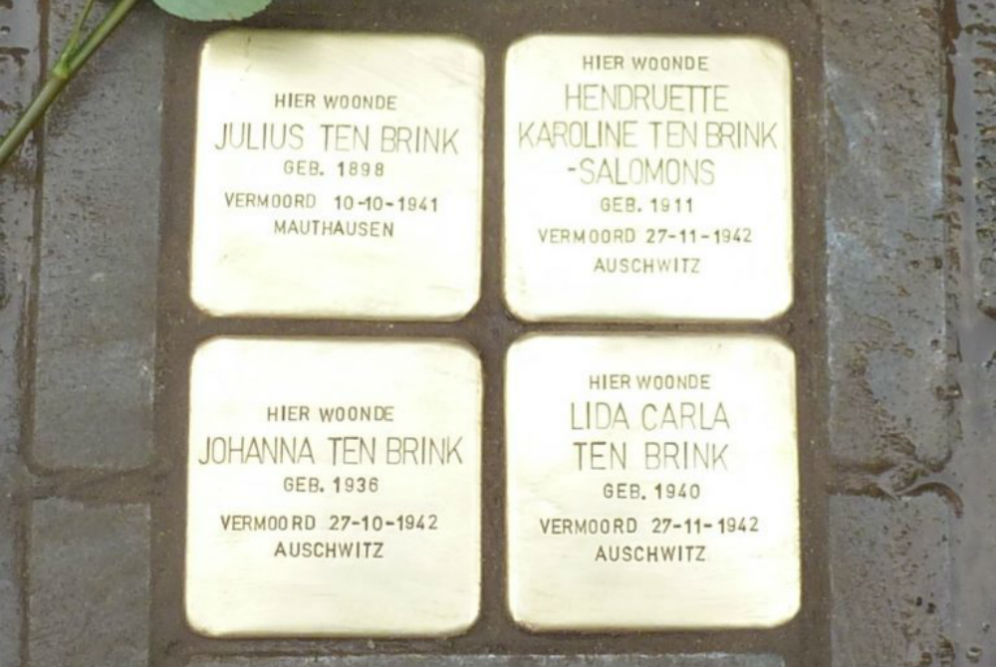 HIER WOONDE
JULIUS TEN BRINK
GEB. 1898
VERMOORD 10-10-1941
MAUTHAUSEN
HIER WOONDE
HENDRUETTE
KAROLINE TEN BRINK
-SALOMONS
GEB. 1911
VERMOORD 27-11-1942
AUSCHWITZ
HIER WOONDE
JOHANNA TEN BRINK
GEB. 1936
VERMOORD 27-10-1942
AUSCHWITZ
HIER WOONDE
LIDA CARLA
TEN BRINK
GEB. 1940
VERMOORD 27-11-1942
AUSCHWITZ